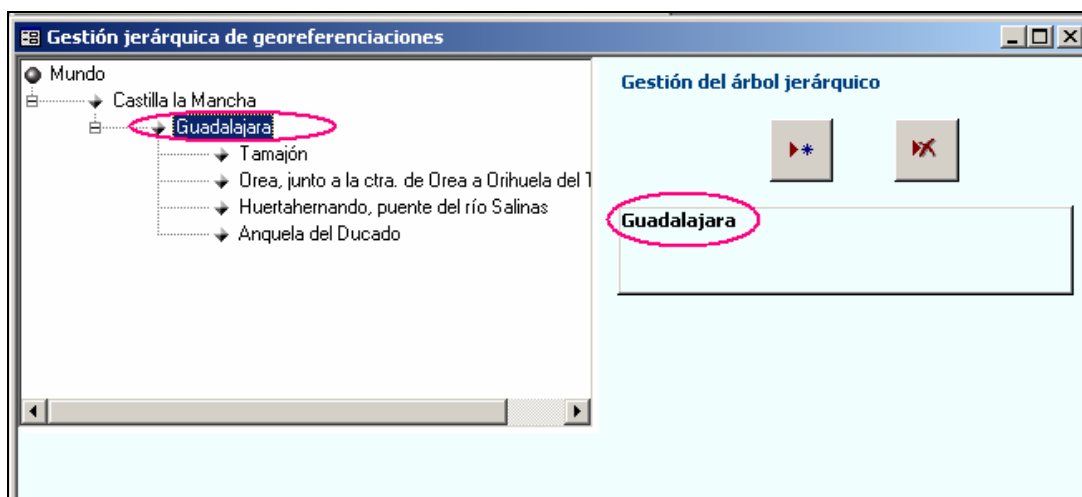 Gestión jerárquica de georeferenciaciones
Mundo
Castilla la Mancha
Guadalajara
Tamajón
Orea, junto a la ctra. de Orea a Orihuela del
Huertahernando, puente del río Salinas
Anquela del Ducado
Gestión del árbol jerárquico
Guadalajara